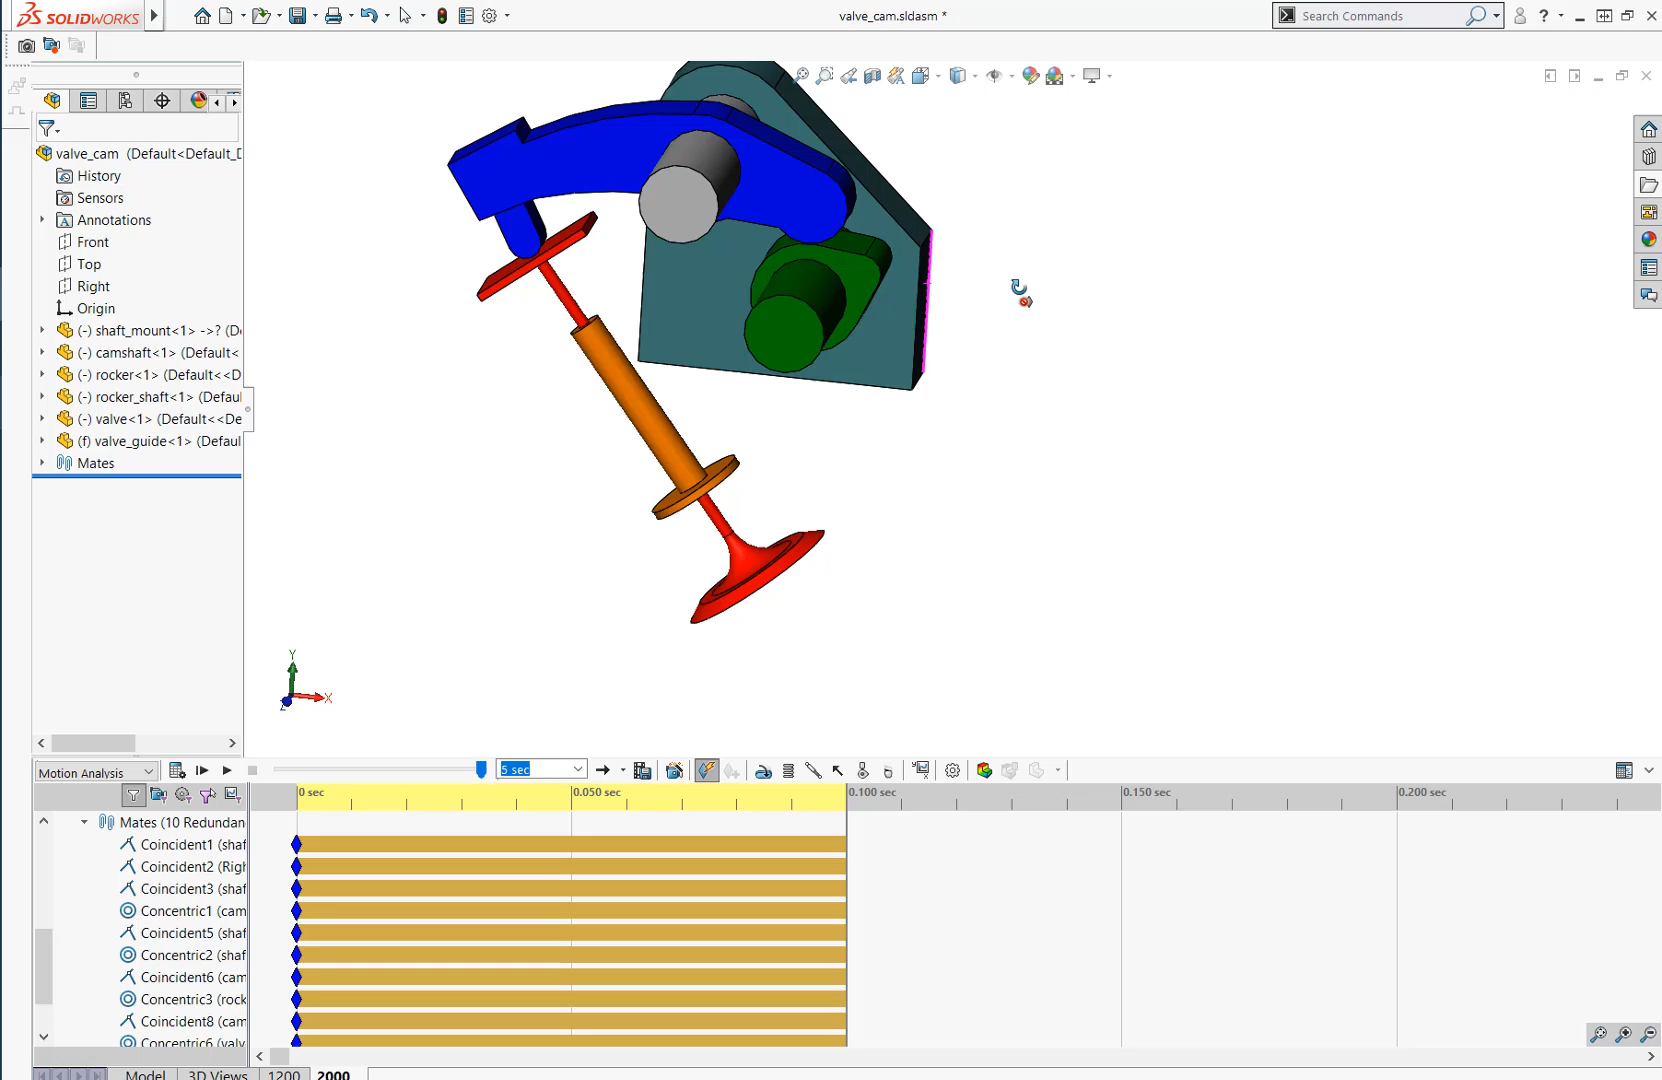 SOLIDWORKS
valve_cam.sldasm *
Search Commands
?
valve_cam (Default<Default_D
History
Sensors
Annotations
Front
Top
Right
Origin
(-) shaft_mount<1> ->? (D
(-) camshaft<1> (Default<
(-) rocker<1> (Default<<D
(-) rocker_shaft<1> (Defaul
(-) valve<1> (Default<<De
(f) valve_guide<1> (Defaul
Mates
Y
X
Z
Motion Analysis
5 sec
0 sec
0.050 sec
0.100 sec
0.150 sec
0.200 sec
Mates (10 Redundan
Coincident1 (shaf
Coincident2 (Righ
Coincident3 (shaf
Concentric1 (cam
Coincident5 (shaf
Concentric2 (shaf
Coincident6 (cam
Concentric3 (rock
Coincident8 (cam
Concentric6 (valv
Model
3D Views
1200
2000